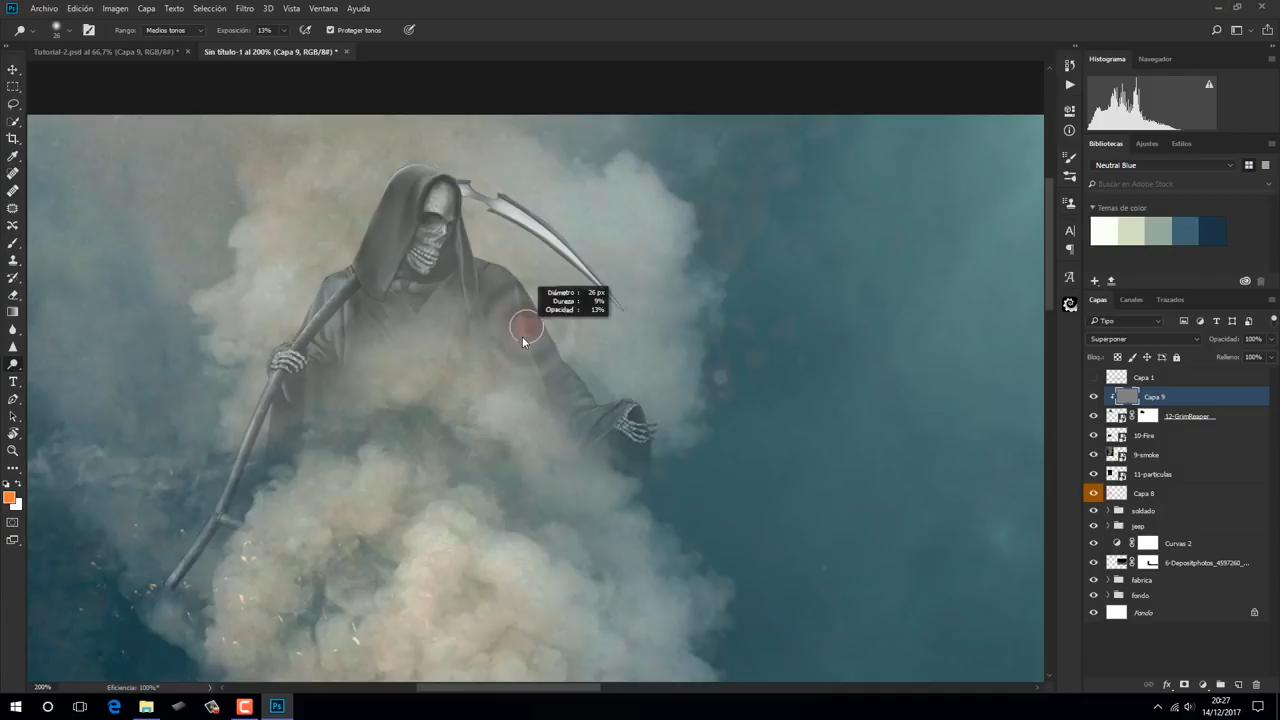 Archivo Edición Imagen Capa Texto Selección Filtro 3D Vista Ventana Ayuda
Rango: Medios tonos Exposición: 13% Proteger tonos
26
Tutorial-2.psd al 66,7% (Capa 9, RGB/8#) * × Sin título-1 al 200% (Capa 9, RGB/8#) * ×
Histograma Navegador
Bibliotecas Ajustes Estilos
Neutral Blue
Buscar en Adobe Stock
Temas de color
Diámetro : 26 px
Dureza : 9%
Opacidad : 13%
Capas Canales Trazados
Tipo
Superponer Opacidad: 100%
Bloq.: Relleno: 100%
Capa 1
Capa 9
12-GrimReaper...
10-Fire
9-smoke
11-particulas
Capa 8
soldado
jeep
Curvas 2
6-Depositphotos_4597260_...
fabrica
fondo
Fondo
200% Eficiencia: 100%*
20:27
14/12/2017